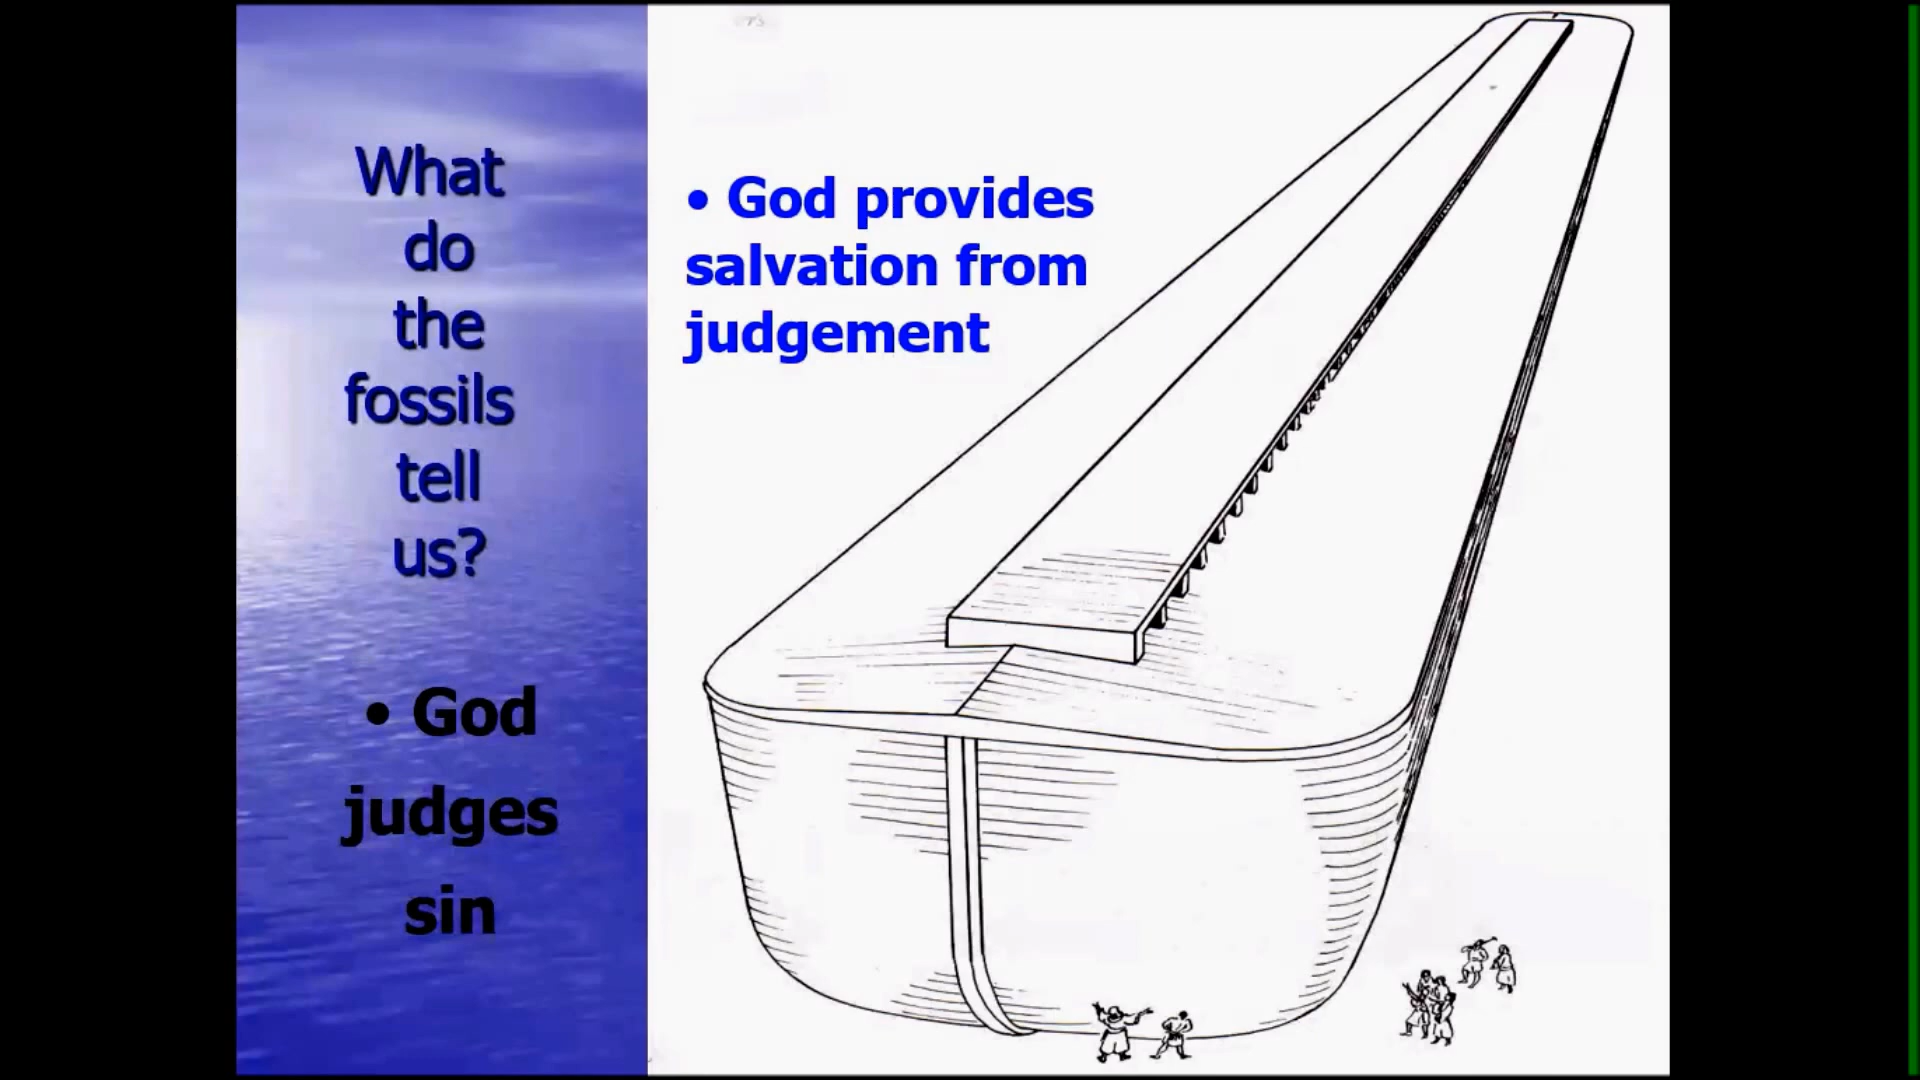 What
do
the
fossils
tell
us?
• God
judges
sin
• God provides
salvation from
judgement